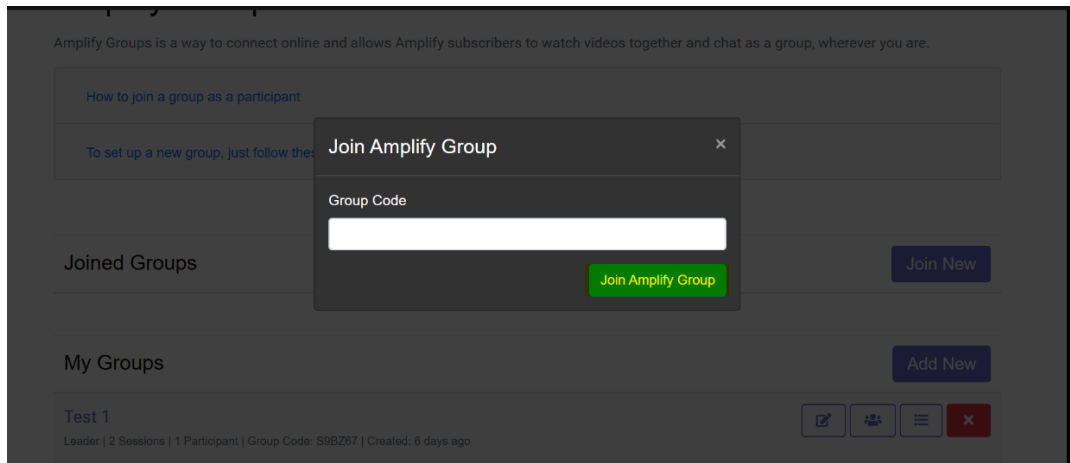 Amplify Groups is a way to connect online and allows Amplify subscribers to watch videos together and chat as a group, wherever you are.
How to join a group as a participant
To set up a new group, just follow
Join Amplify Group ×
Group Code
Join Amplify Group
Joined Groups
Join New
My Groups
Add New
Test 1
Leader | 2 Sessions | 1 Participant | Group Code: S9BZ67 | Created: 6 days ago